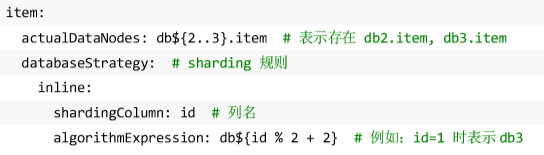 item:
  actualDataNodes: db${2..3}.item  # 表示存在 db2.item, db3.item
  databaseStrategy:  # sharding 规则
    inline:
      shardingColumn: id  # 列名
      algorithmExpression: db${id % 2 + 2}  # 例如：id=1 时表示 db3